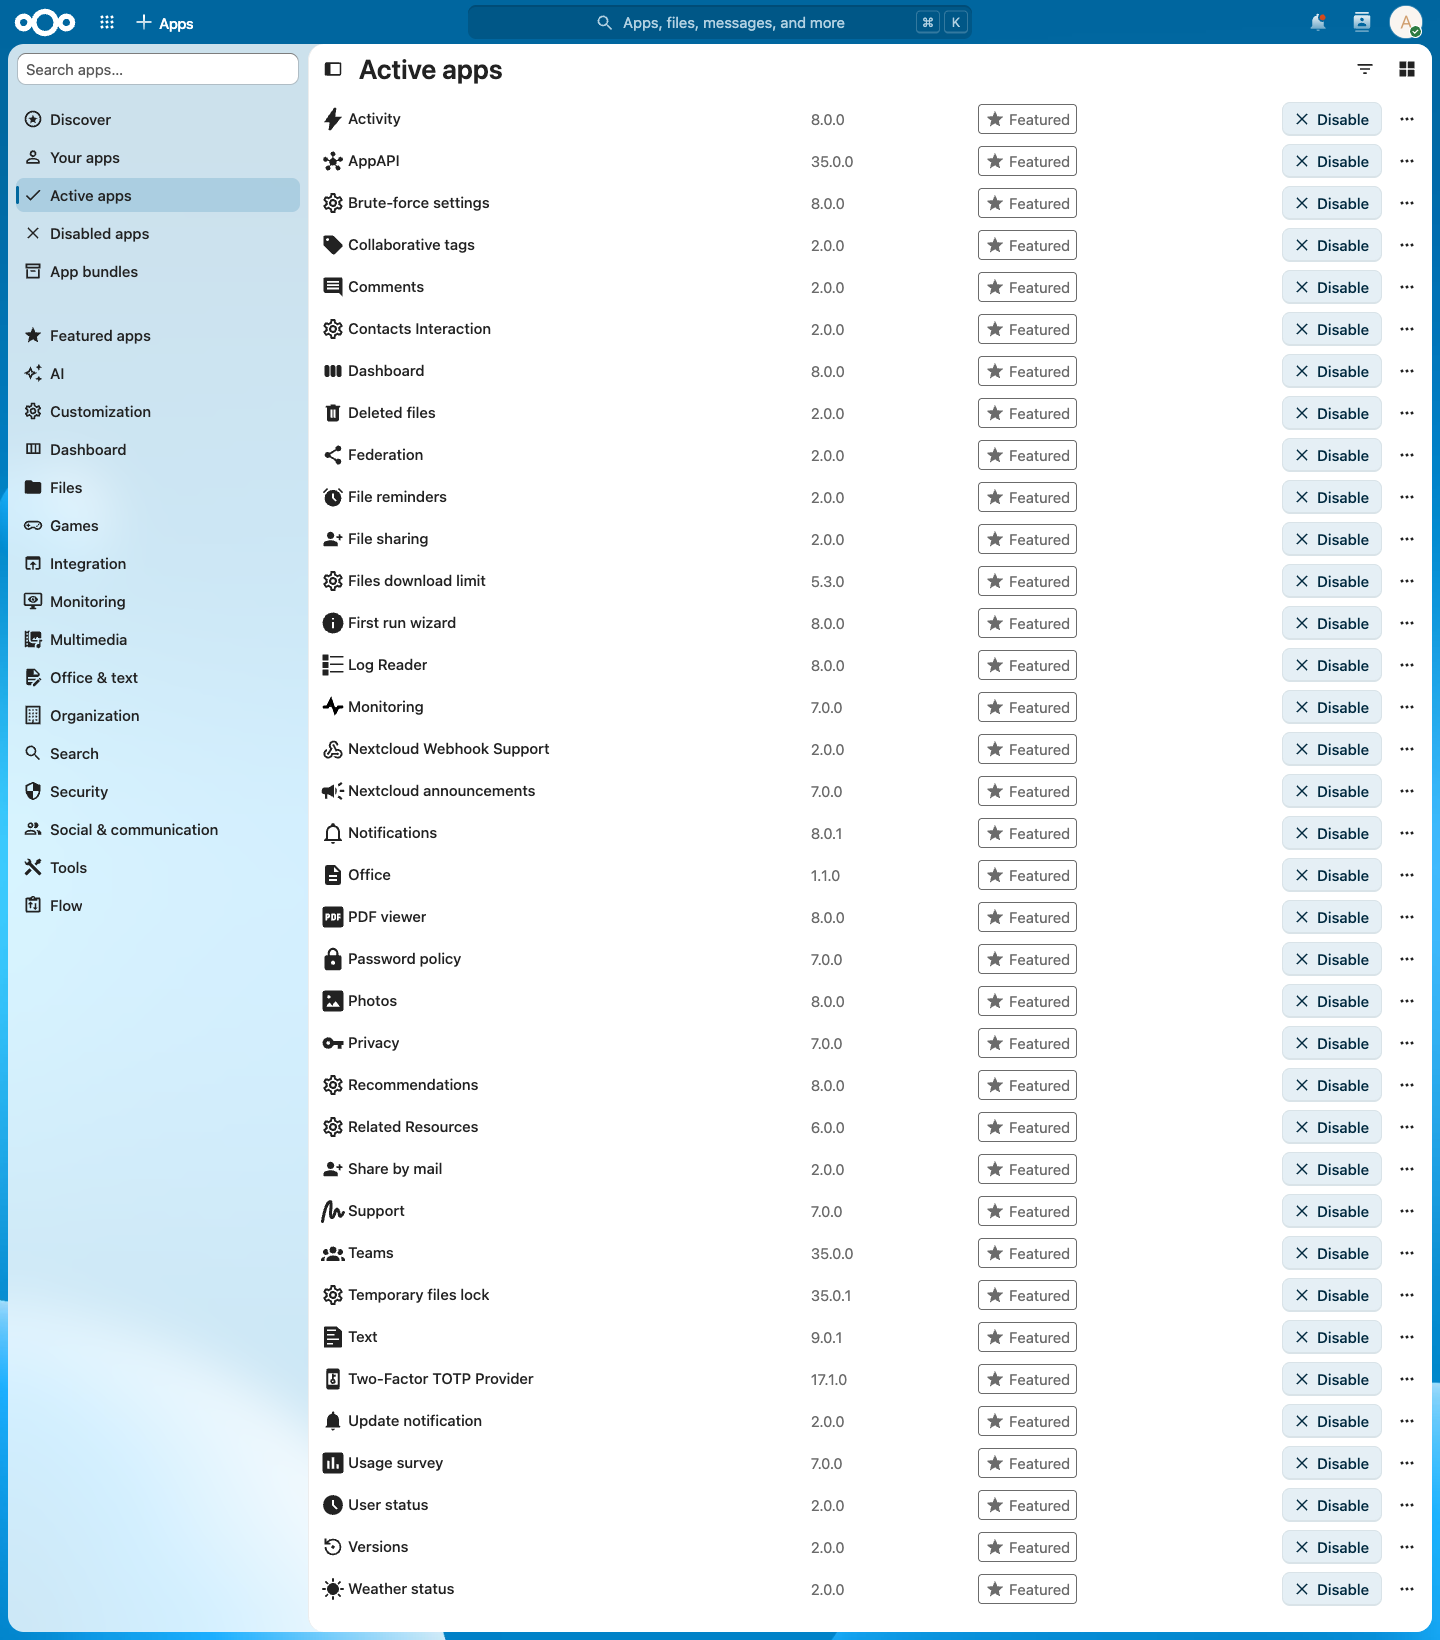 Apps
Apps, files, messages, and more
⌘ K
A
Search apps...
Discover
Your apps
Active apps
Disabled apps
App bundles
Featured apps
AI
Customization
Dashboard
Files
Games
Integration
Monitoring
Multimedia
Office & text
Organization
Search
Security
Social & communication
Tools
Flow
Active apps
Activity 8.0.0 Featured Disable
AppAPI 35.0.0 Featured Disable
Brute-force settings 8.0.0 Featured Disable
Collaborative tags 2.0.0 Featured Disable
Comments 2.0.0 Featured Disable
Contacts Interaction 2.0.0 Featured Disable
Dashboard 8.0.0 Featured Disable
Deleted files 2.0.0 Featured Disable
Federation 2.0.0 Featured Disable
File reminders 2.0.0 Featured Disable
File sharing 2.0.0 Featured Disable
Files download limit 5.3.0 Featured Disable
First run wizard 8.0.0 Featured Disable
Log Reader 8.0.0 Featured Disable
Monitoring 7.0.0 Featured Disable
Nextcloud Webhook Support 2.0.0 Featured Disable
Nextcloud announcements 7.0.0 Featured Disable
Notifications 8.0.1 Featured Disable
Office 1.1.0 Featured Disable
PDF PDF viewer 8.0.0 Featured Disable
Password policy 7.0.0 Featured Disable
Photos 8.0.0 Featured Disable
Privacy 7.0.0 Featured Disable
Recommendations 8.0.0 Featured Disable
Related Resources 6.0.0 Featured Disable
Share by mail 2.0.0 Featured Disable
Support 7.0.0 Featured Disable
Teams 35.0.0 Featured Disable
Temporary files lock 35.0.1 Featured Disable
Text 9.0.1 Featured Disable
Two-Factor TOTP Provider 17.1.0 Featured Disable
Update notification 2.0.0 Featured Disable
Usage survey 7.0.0 Featured Disable
User status 2.0.0 Featured Disable
Versions 2.0.0 Featured Disable
Weather status 2.0.0 Featured Disable